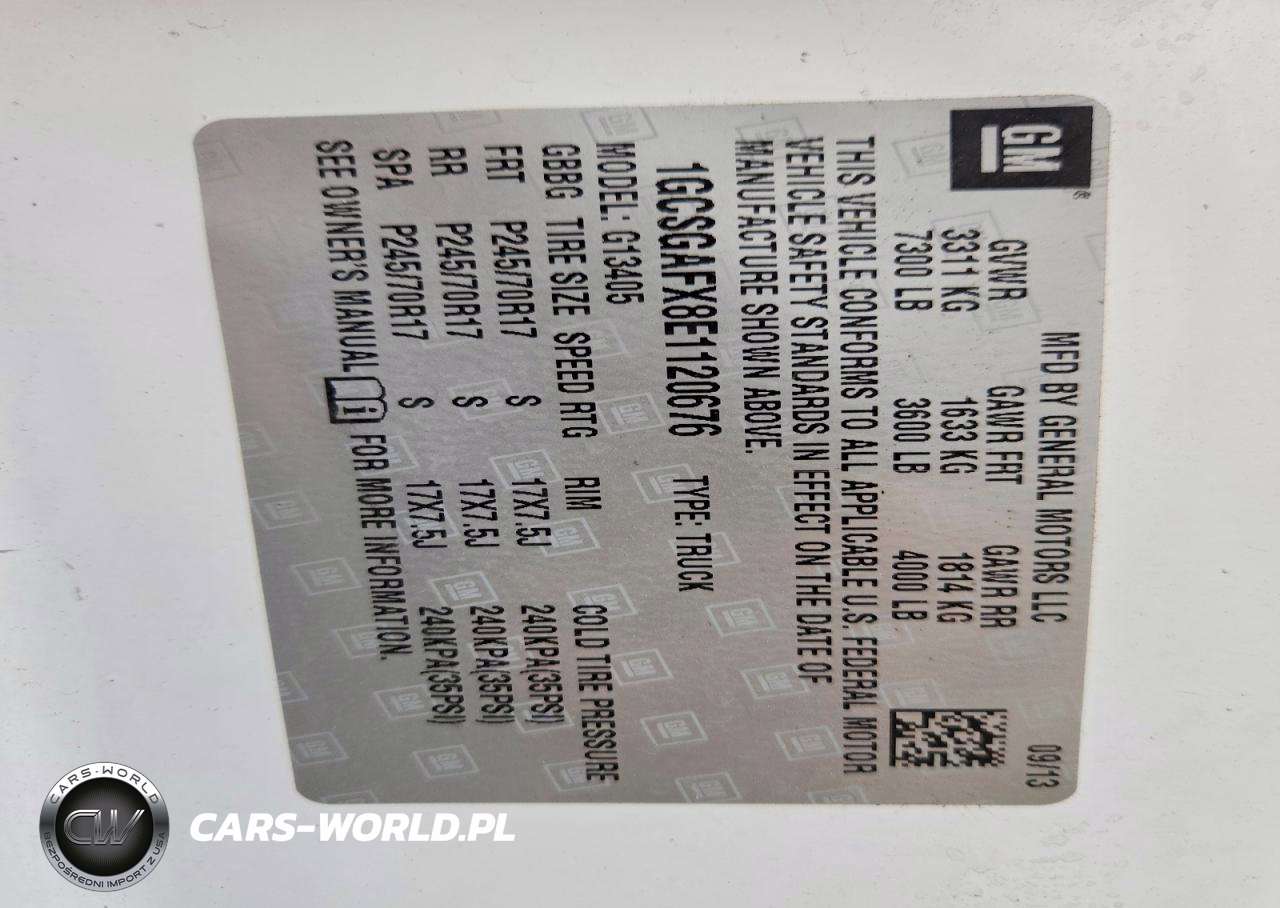 GM®
MFD BY GENERAL MOTORS LLC 09/13
GVWR GAWR FRT GAWR RR
3311 KG 1633 KG 1814 KG
7300 LB 3600 LB 4000 LB
THIS VEHICLE CONFORMS TO ALL APPLICABLE U.S. FEDERAL MOTOR
VEHICLE SAFETY STANDARDS IN EFFECT ON THE DATE OF
MANUFACTURE SHOWN ABOVE.
1GCSGAFX8E1120676 TYPE: TRUCK
MODEL: G13405
GBBG TIRE SIZE SPEED RTG RIM COLD TIRE PRESSURE
FRT P245/70R17 S 17X7.5J 240KPA(35PSI)
RR P245/70R17 S 17X7.5J 240KPA(35PSI)
SPA P245/70R17 S 17X7.5J 240KPA(35PSI)
SEE OWNER'S MANUAL i FOR MORE INFORMATION.
CARS-WORLD
CW
BEZPOŚREDNI IMPORT Z USA
CARS-WORLD.PL